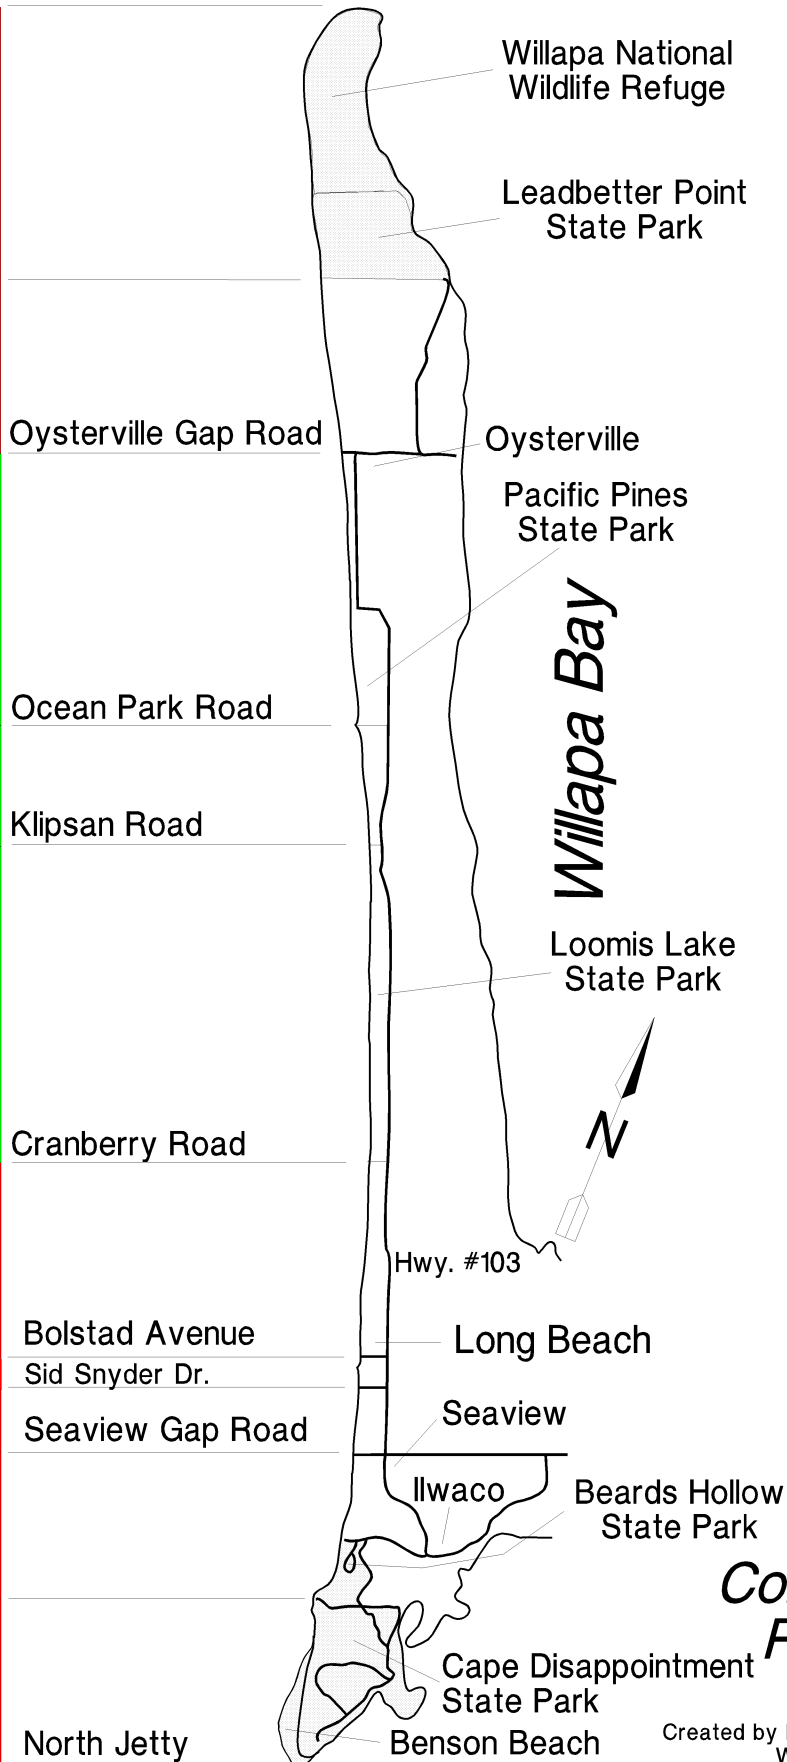 Willapa National
Wildlife Refuge
Leadbetter Point
State Park
Oysterville Gap Road
Oysterville
Pacific Pines
State Park
Willapa Bay
Ocean Park Road
Klipsan Road
Loomis Lake
State Park
N
Cranberry Road
Hwy. #103
Bolstad Avenue
Long Beach
Sid Snyder Dr.
Seaview
Seaview Gap Road
Ilwaco
Beards Hollow
State Park
Cape Disappointment
State Park
North Jetty
Benson Beach
Created by